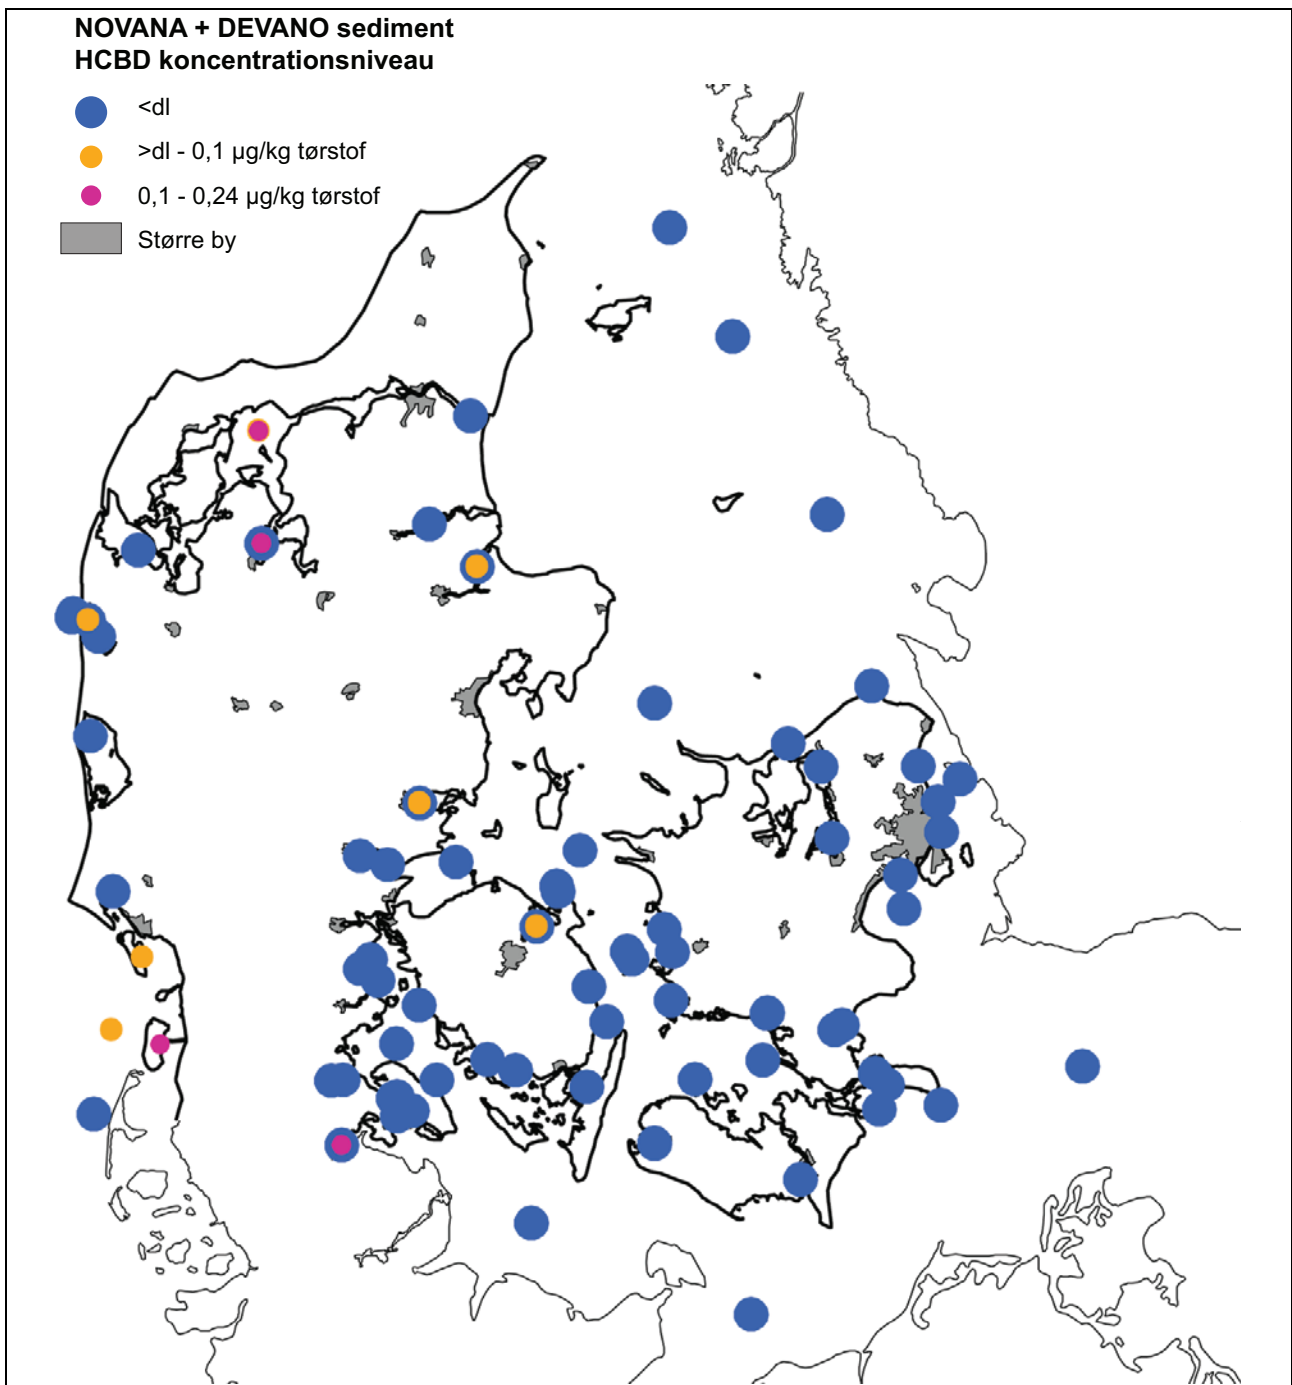 NOVANA + DEVANO sediment
HCBD koncentrationsniveau
<dl
>dl - 0,1 µg/kg tørstof
0,1 - 0,24 µg/kg tørstof
Større by